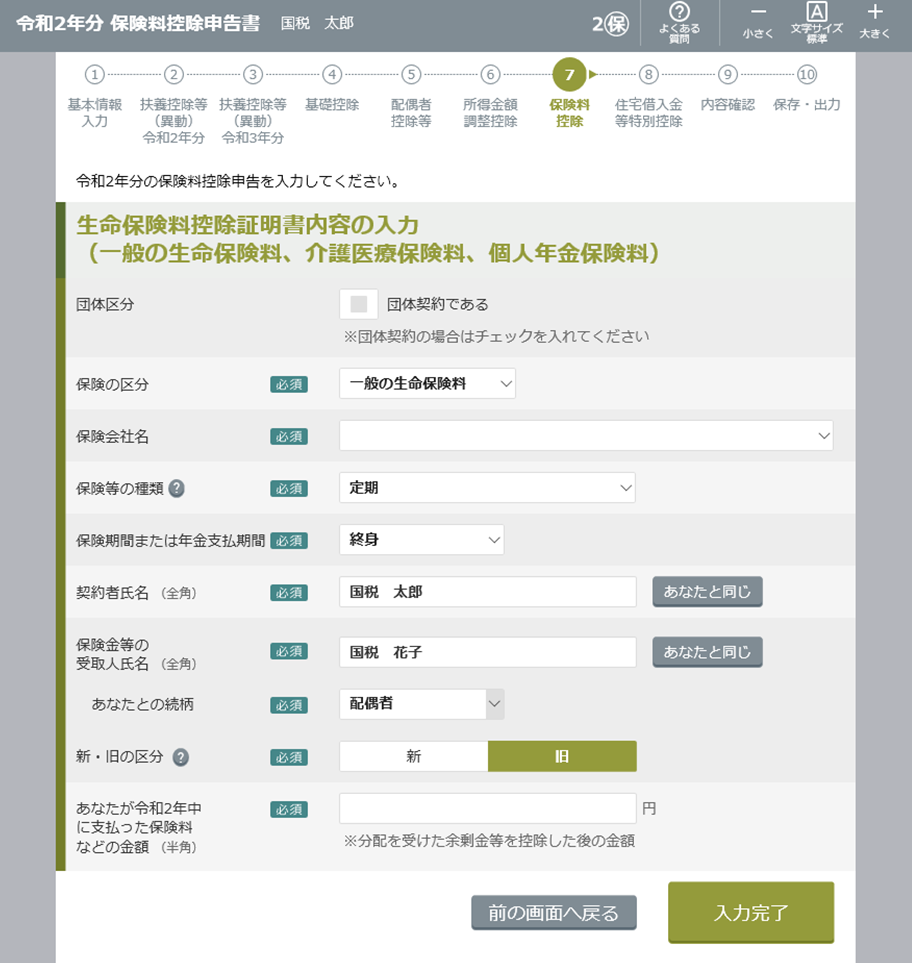 令和2年分 保険料控除申告書 国税 太郎
2保
よくある
質問
小さく
A
文字サイズ
標準
大きく
1 2 3 4 5 6 7 8 9 10
基本情報
入力
扶養控除等
(異動)
令和2年分
扶養控除等
(異動)
令和3年分
基礎控除
配偶者
控除等
所得金額
調整控除
保険料
控除
住宅借入金
等特別控除
内容確認
保存・出力
令和2年分の保険料控除申告を入力してください。
生命保険料控除証明書内容の入力
(一般の生命保険料、介護医療保険料、個人年金保険料)
団体区分 団体契約である
※団体契約の場合はチェックを入れてください
保険の区分 必須 一般の生命保険料
保険会社名 必須
保険等の種類 ? 必須 定期
保険期間または年金支払期間 必須 終身
契約者氏名 (全角) 必須 国税 太郎 あなたと同じ
保険金等の
受取人氏名 (全角) 必須 国税 花子 あなたと同じ
あなたとの続柄 必須 配偶者
新・旧の区分 ? 必須 新 旧
あなたが令和2年中
に支払った保険料
などの金額 (半角)
必須 円
※分配を受けた余剰金等を控除した後の金額
前の画面へ戻る 入力完了